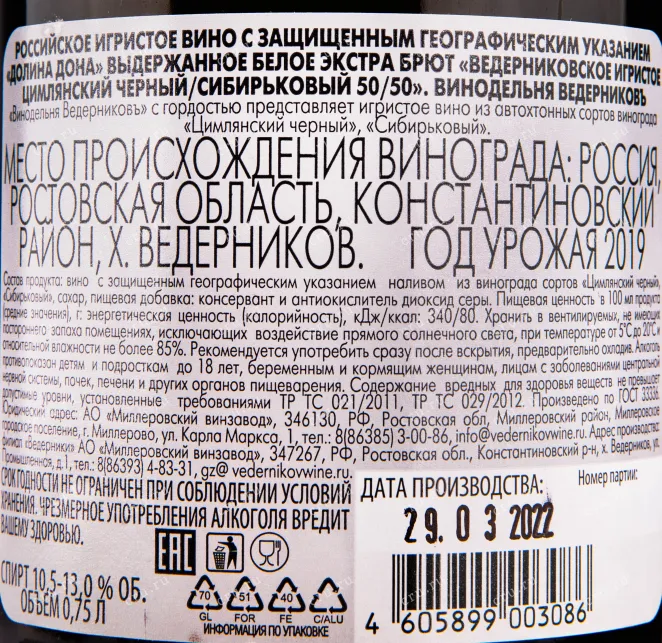 РОССИЙСКОЕ ИГРИСТОЕ ВИНО С ЗАЩИЩЕННЫМ ГЕОГРАФИЧЕСКИМ УКАЗАНИЕМ
«ДОЛИНА ДОНА» ВЫДЕРЖАННОЕ БЕЛОЕ ЭКСТРА БРЮТ «ВЕДЕРНИКОВСКОЕ ИГРИСТОЕ
ЦИМЛЯНСКИЙ ЧЕРНЫЙ/СИБИРЬКОВЫЙ 50/50». ВИНОДЕЛЬНЯ ВЕДЕРНИКОВЪ
«Винодельня Ведерниковъ» с гордостью представляет игристое вино из автохтонных сортов винограда
«Цимлянский черный», «Сибирьковый».
МЕСТО ПРОИСХОЖДЕНИЯ ВИНОГРАДА: РОССИЯ,
РОСТОВСКАЯ ОБЛАСТЬ, КОНСТАНТИНОВСКИЙ
РАЙОН, Х. ВЕДЕРНИКОВ. ГОД УРОЖАЯ 2019
Состав продукта: вино с защищенным географическим указанием наливом из винограда сортов «Цимлянский черный»,
«Сибирьковый», сахар, пищевая добавка: консервант и антиокислитель диоксид серы. Пищевая ценность в 100 мл продукта
(средние значения), г: энергетическая ценность (калорийность), кДж/ккал: 340/80. Хранить в вентилируемых, не имеющих
постороннего запаха помещениях, исключающих воздействие прямого солнечного света, при температуре от 5°С до 20°С и
относительной влажности не более 85%. Рекомендуется употребить сразу после вскрытия, предварительно охладив. Алкоголь
противопоказан детям и подросткам до 18 лет, беременным и кормящим женщинам, лицам с заболеваниями центральной
нервной системы, почек, печени и других органов пищеварения. Содержание вредных для здоровья веществ не превышает
допустимые уровни, установленные требованиями ТР ТС 021/2011, ТР ТС 029/2012. Произведено по ГОСТ 33336.
Юридический адрес: АО «Миллеровский винзавод», 346130, РФ, Ростовская обл, Миллеровский район, Миллеровское
городское поселение, г. Миллерово, ул. Карла Маркса 1, тел.: 8(86385) 3-00-86, info@vedernikovwine.ru. Адрес производства:
филиал «Ведерники» АО «Миллеровский винзавод», 347267, РФ, Ростовская обл., Константиновский р-н, х. Ведерников, ул.
Промышленная, д.1, тел.: 8(86393) 4-83-31, gz@ vedernikovwine.ru.
СРОК ГОДНОСТИ НЕ ОГРАНИЧЕН ПРИ СОБЛЮДЕНИИ УСЛОВИЙ
ХРАНЕНИЯ. ЧРЕЗМЕРНОЕ УПОТРЕБЛЕНИЯ АЛКОГОЛЯ ВРЕДИТ
ВАШЕМУ ЗДОРОВЬЮ.
ДАТА ПРОИЗВОДСТВА:
Номер партии:
29.03 2022
EAC
СПИРТ 10,5-13,0 % ОБ.
ОБЪЕМ 0,75 Л
70 51 40
GL FOR FE C/ALU
ИНФОРМАЦИЯ ПО УПАКОВКЕ
4 605899 003086